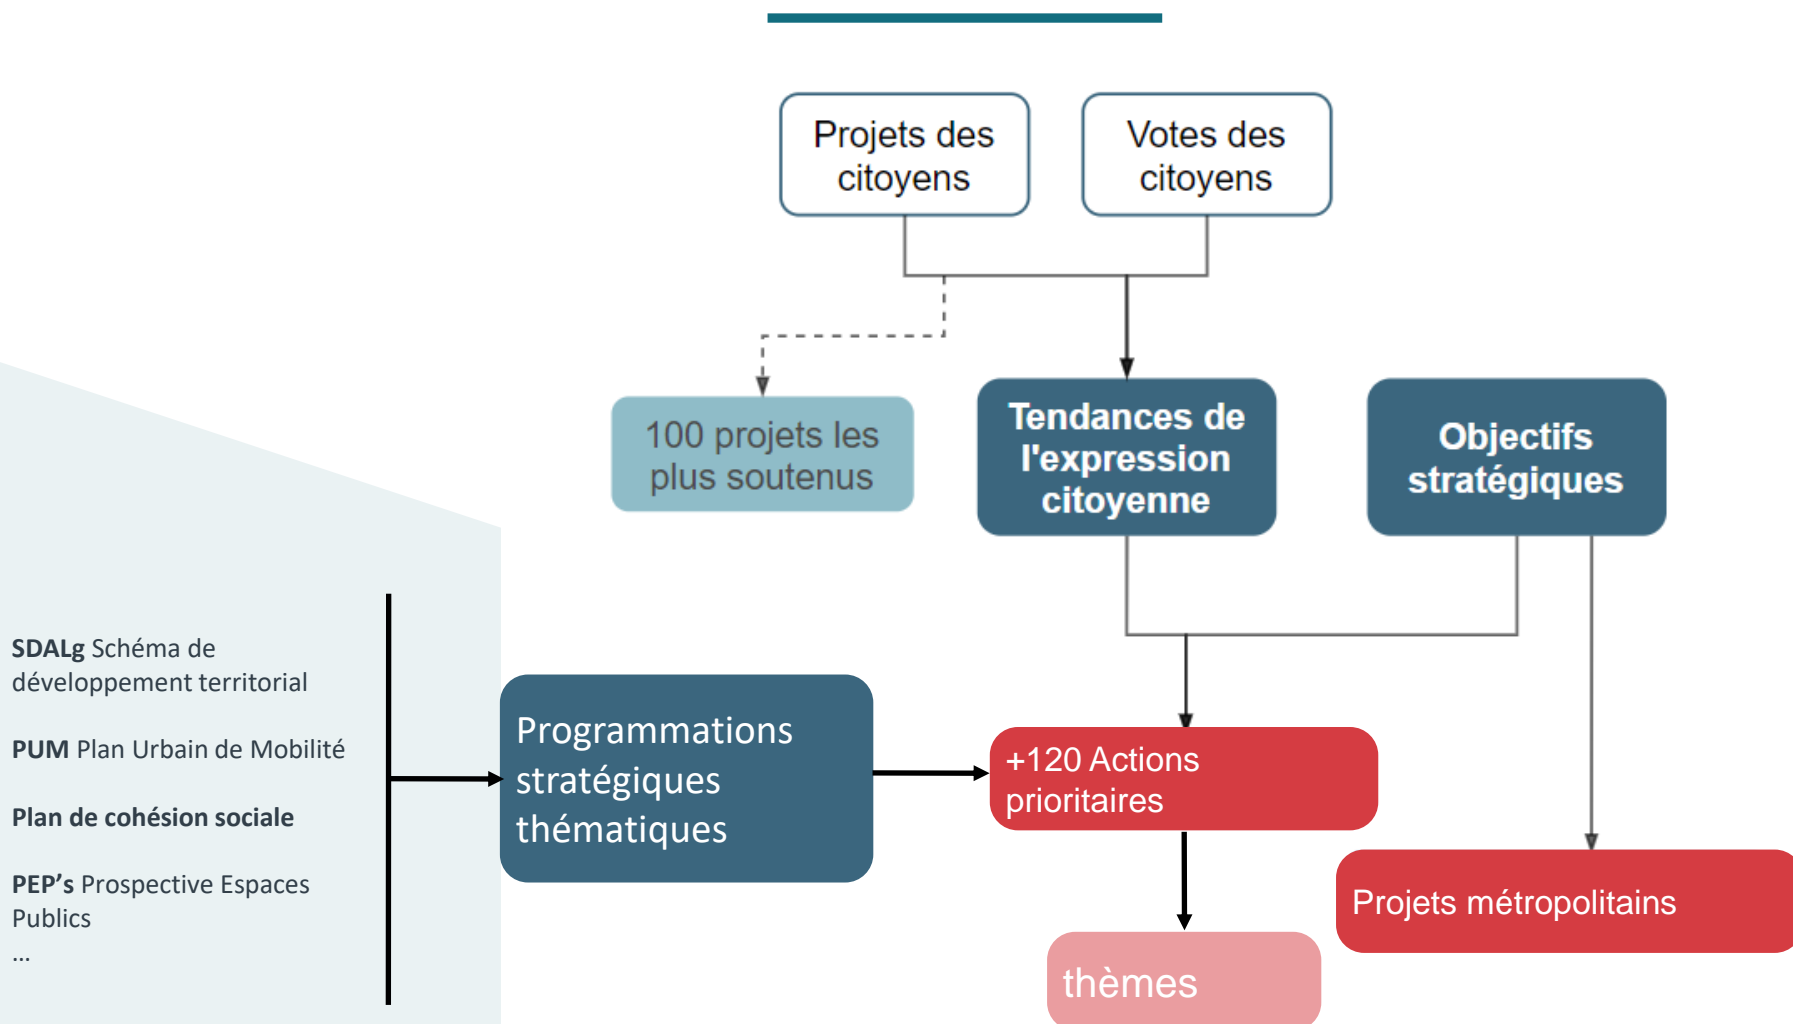 Projets des
citoyens
Votes des
citoyens
100 projets les
plus soutenus
Tendances de
l'expression
citoyenne
Objectifs
stratégiques
SDALg Schéma de
développement territorial
PUM Plan Urbain de Mobilité
Plan de cohésion sociale
PEP’s Prospective Espaces
Publics
…
Programmations
stratégiques
thématiques
+120 Actions
prioritaires
Projets métropolitains
thèmes